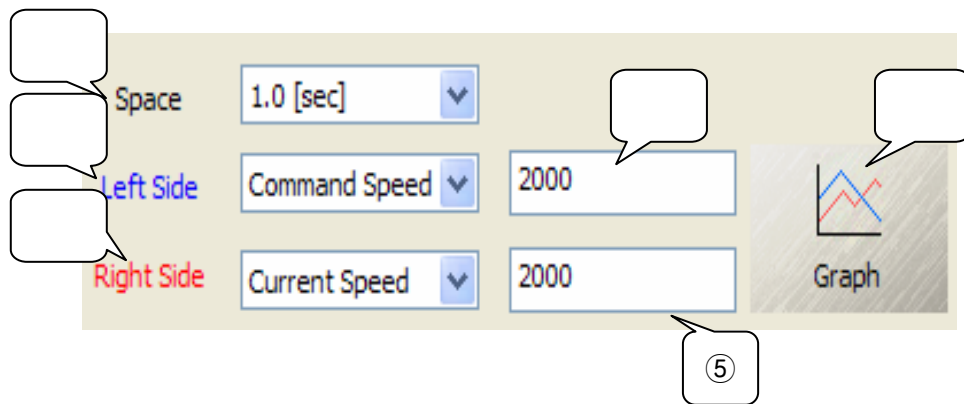 Space
1.0 [sec]
Left Side
Command Speed
2000
Right Side
Current Speed
2000
Graph
⑤